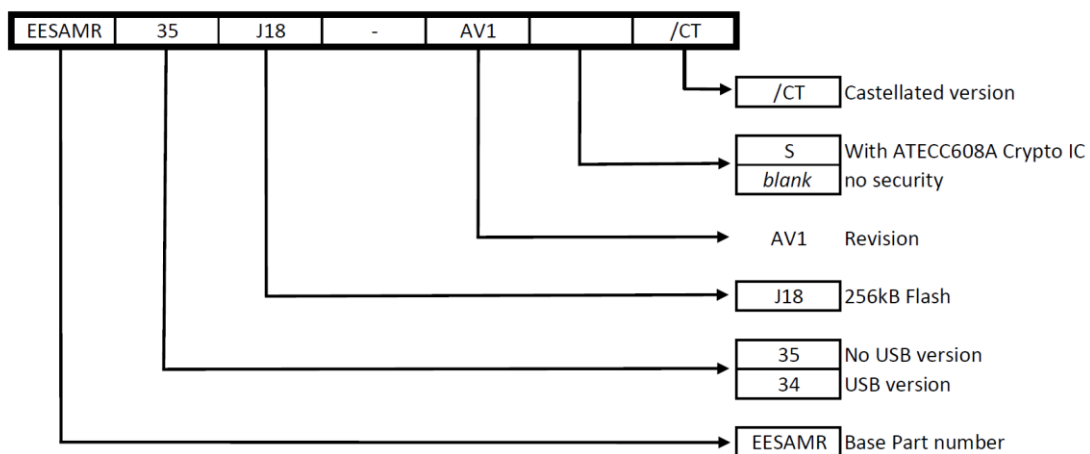 EESAMR 35 J18 - AV1 /CT
/CT Castellated version
S With ATECC608A Crypto IC
blank no security
AV1 Revision
J18 256kB Flash
35 No USB version
34 USB version
EESAMR Base Part number